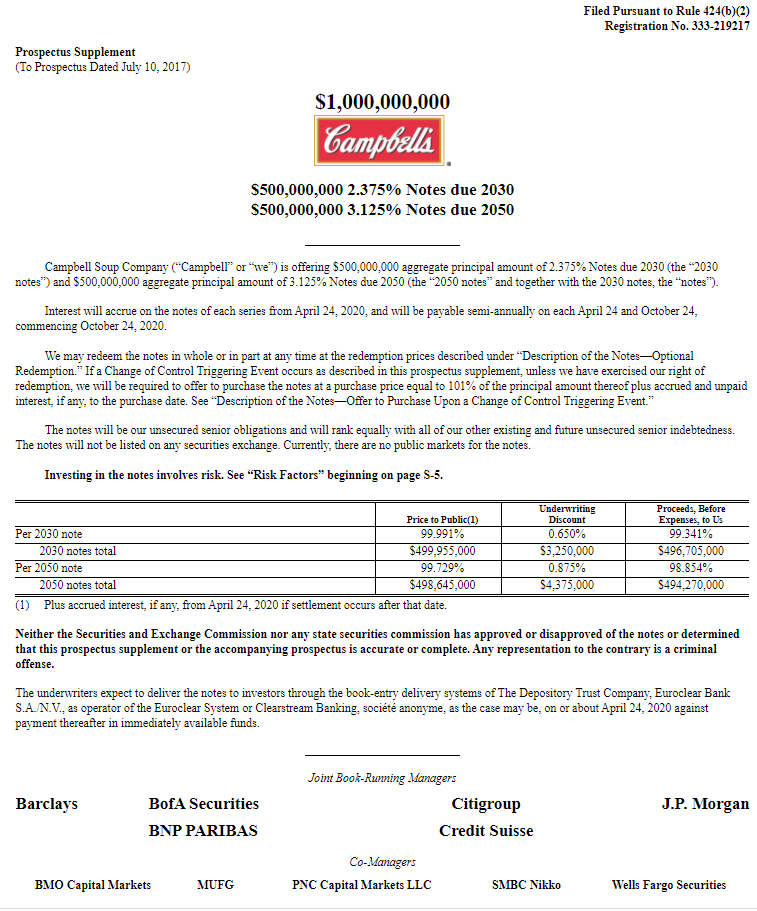 Filed Pursuant to Rule 424(b)(2)
Registration No. 333-219217
Prospectus Supplement
(To Prospectus Dated July 10, 2017)
$1,000,000,000
Campbell's
$500,000,000 2.375% Notes due 2030
$500,000,000 3.125% Notes due 2050
Campbell Soup Company (“Campbell” or “we”) is offering $500,000,000 aggregate principal amount of 2.375% Notes due 2030 (the “2030
notes”) and $500,000,000 aggregate principal amount of 3.125% Notes due 2050 (the “2050 notes” and together with the 2030 notes, the “notes”).
Interest will accrue on the notes of each series from April 24, 2020, and will be payable semi-annually on each April 24 and October 24,
commencing October 24, 2020.
We may redeem the notes in whole or in part at any time at the redemption prices described under “Description of the Notes—Optional
Redemption.” If a Change of Control Triggering Event occurs as described in this prospectus supplement, unless we have exercised our right of
redemption, we will be required to offer to purchase the notes at a purchase price equal to 101% of the principal amount thereof plus accrued and unpaid
interest, if any, to the purchase date. See “Description of the Notes—Offer to Purchase Upon a Change of Control Triggering Event.”
The notes will be our unsecured senior obligations and will rank equally with all of our other existing and future unsecured senior indebtedness.
The notes will not be listed on any securities exchange. Currently, there are no public markets for the notes.
Investing in the notes involves risk. See “Risk Factors” beginning on page S-5.
Price to Public(1) Underwriting Discount Proceeds, Before Expenses, to Us
Per 2030 note 99.991% 0.650% 99.341%
2030 notes total $499,955,000 $3,250,000 $496,705,000
Per 2050 note 99.729% 0.875% 98.854%
2050 notes total $498,645,000 $4,375,000 $494,270,000
(1) Plus accrued interest, if any, from April 24, 2020 if settlement occurs after that date.
Neither the Securities and Exchange Commission nor any state securities commission has approved or disapproved of the notes or determined
that this prospectus supplement or the accompanying prospectus is accurate or complete. Any representation to the contrary is a criminal
offense.
The underwriters expect to deliver the notes to investors through the book-entry delivery systems of The Depository Trust Company, Euroclear Bank
S.A./N.V., as operator of the Euroclear System or Clearstream Banking, société anonyme, as the case may be, on or about April 24, 2020 against
payment thereafter in immediately available funds.
Joint Book-Running Managers
Barclays BofA Securities Citigroup J.P. Morgan
BNP PARIBAS Credit Suisse
Co-Managers
BMO Capital Markets MUFG PNC Capital Markets LLC SMBC Nikko Wells Fargo Securities